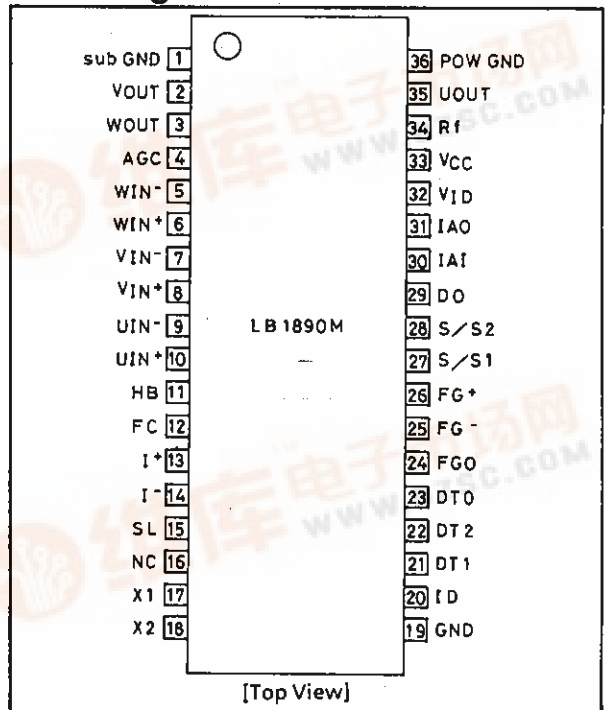 sub GND 1
VOUT 2
WOUT 3
AGC 4
WIN- 5
WIN+ 6
VIN- 7
VIN+ 8
UIN- 9
UIN+ 10
HB 11
FC 12
I+ 13
I- 14
SL 15
NC 16
X1 17
X2 18
LB1890M
36 POW GND
35 UOUT
34 Rf
33 VCC
32 VID
31 IAO
30 IAI
29 DO
28 S/S2
27 S/S1
26 FG+
25 FG-
24 FGO
23 DTO
22 DT2
21 DT1
20 ID
19 GND
[Top View]